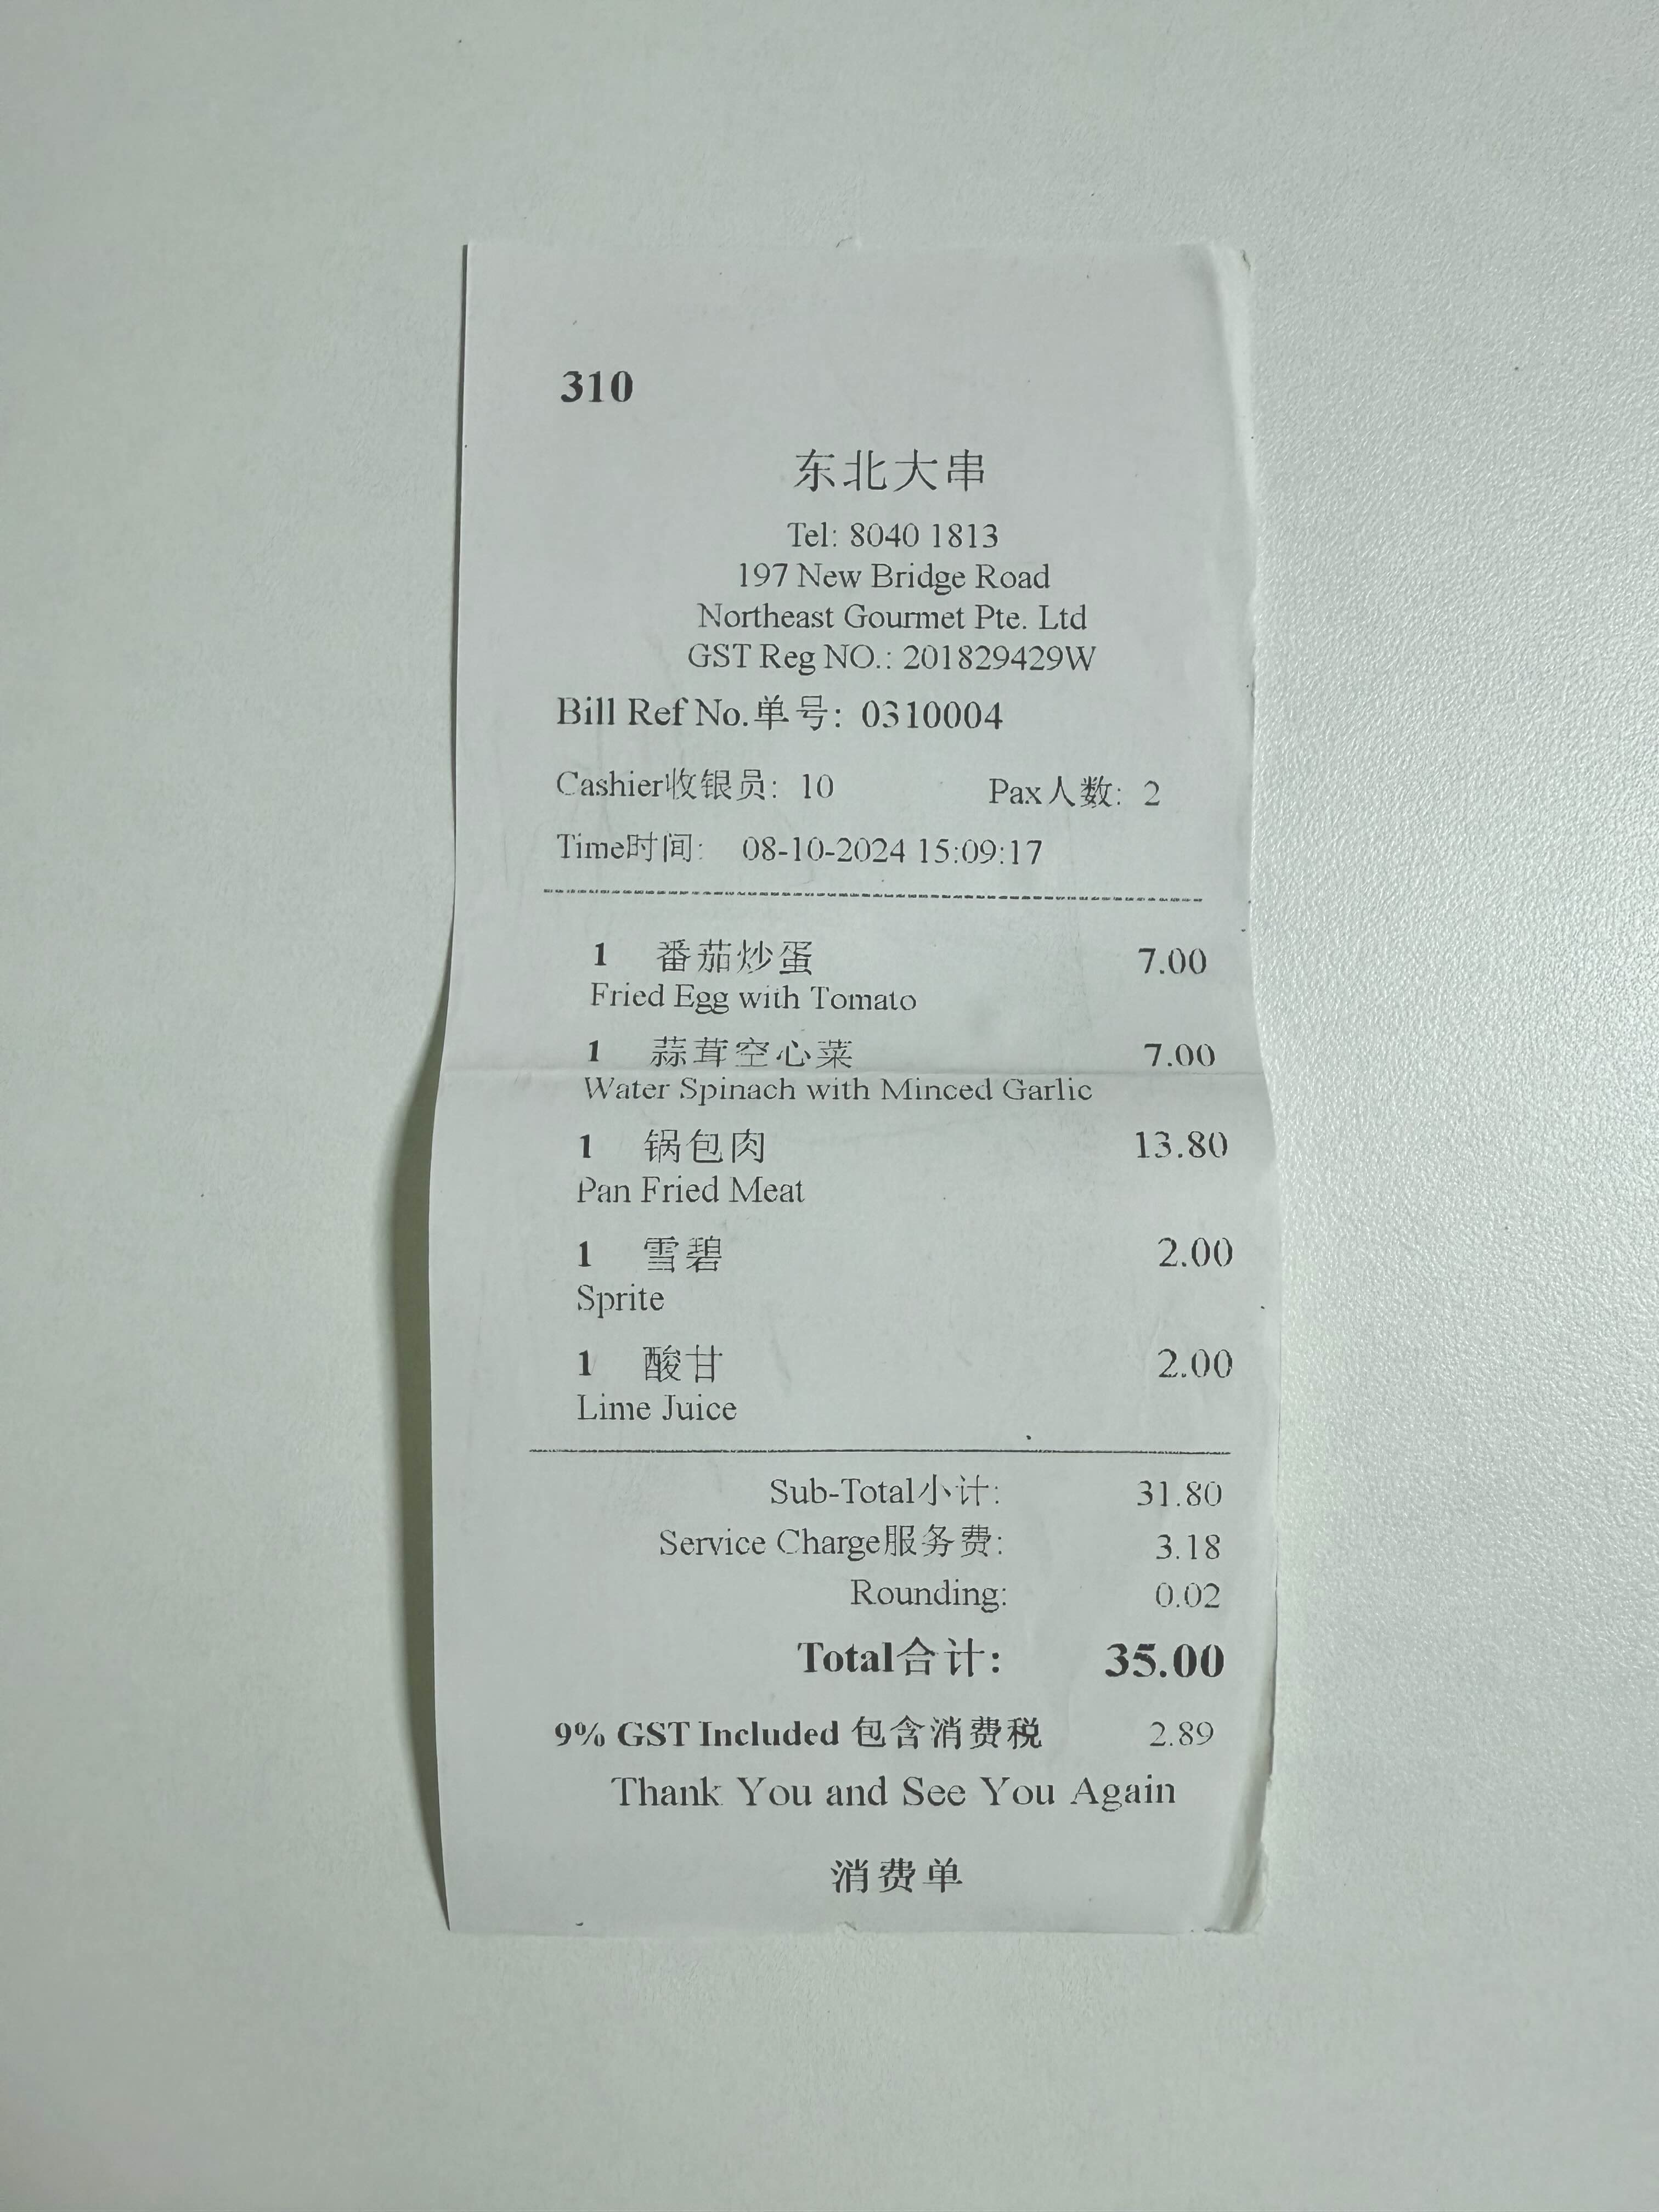 310
东北大串
Tel: 8040 1813
197 New Bridge Road
Northeast Gourmet Pte. Ltd
GST Reg NO.: 201829429W
Bill Ref No.单号: 0310004
Cashier收银员: 10 Pax人数: 2
Time时间: 08-10-2024 15:09:17
1 番茄炒蛋 7.00
Fried Egg with Tomato
1 蒜茸空心菜 7.00
Water Spinach with Minced Garlic
1 锅包肉 13.80
Pan Fried Meat
1 雪碧 2.00
Sprite
1 酸甘 2.00
Lime Juice
Sub-Total小计: 31.80
Service Charge服务费: 3.18
Rounding: 0.02
Total合计: 35.00
9% GST Included 包含消费税 2.89
Thank You and See You Again
消费单